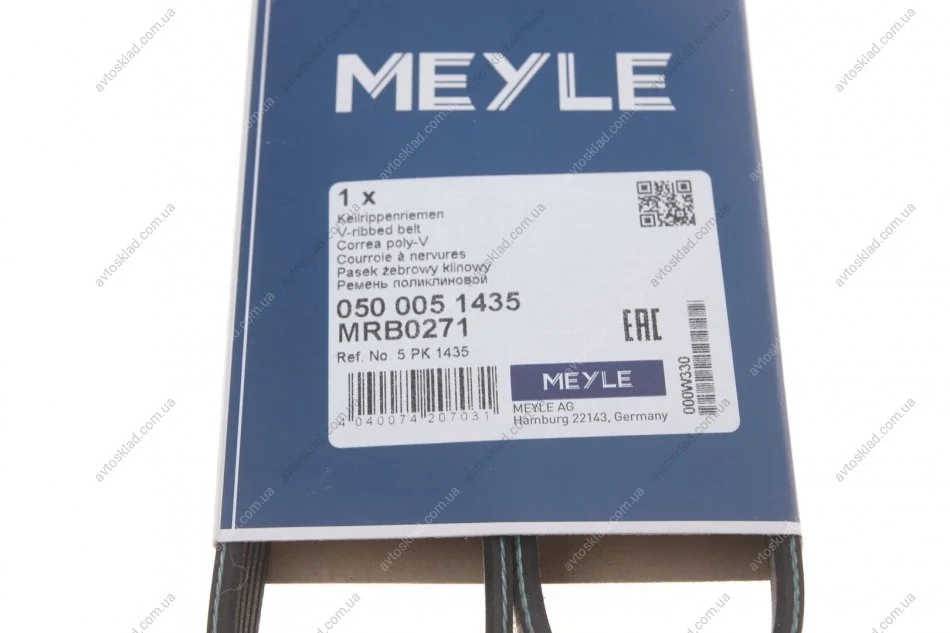 MEYLE
1 x
Keilrippenriemen
V-ribbed belt
Correa poly-V
Courroie à nervures
Pasek żebrowy klinowy
Ремень поликлиновой
050 005 1435
MRB0271
Ref. No. 5 PK 1435
EAC
000W330
4 040074 207031
MEYLE
MEYLE AG
Hamburg 22143, Germany
avtosklad.com.ua